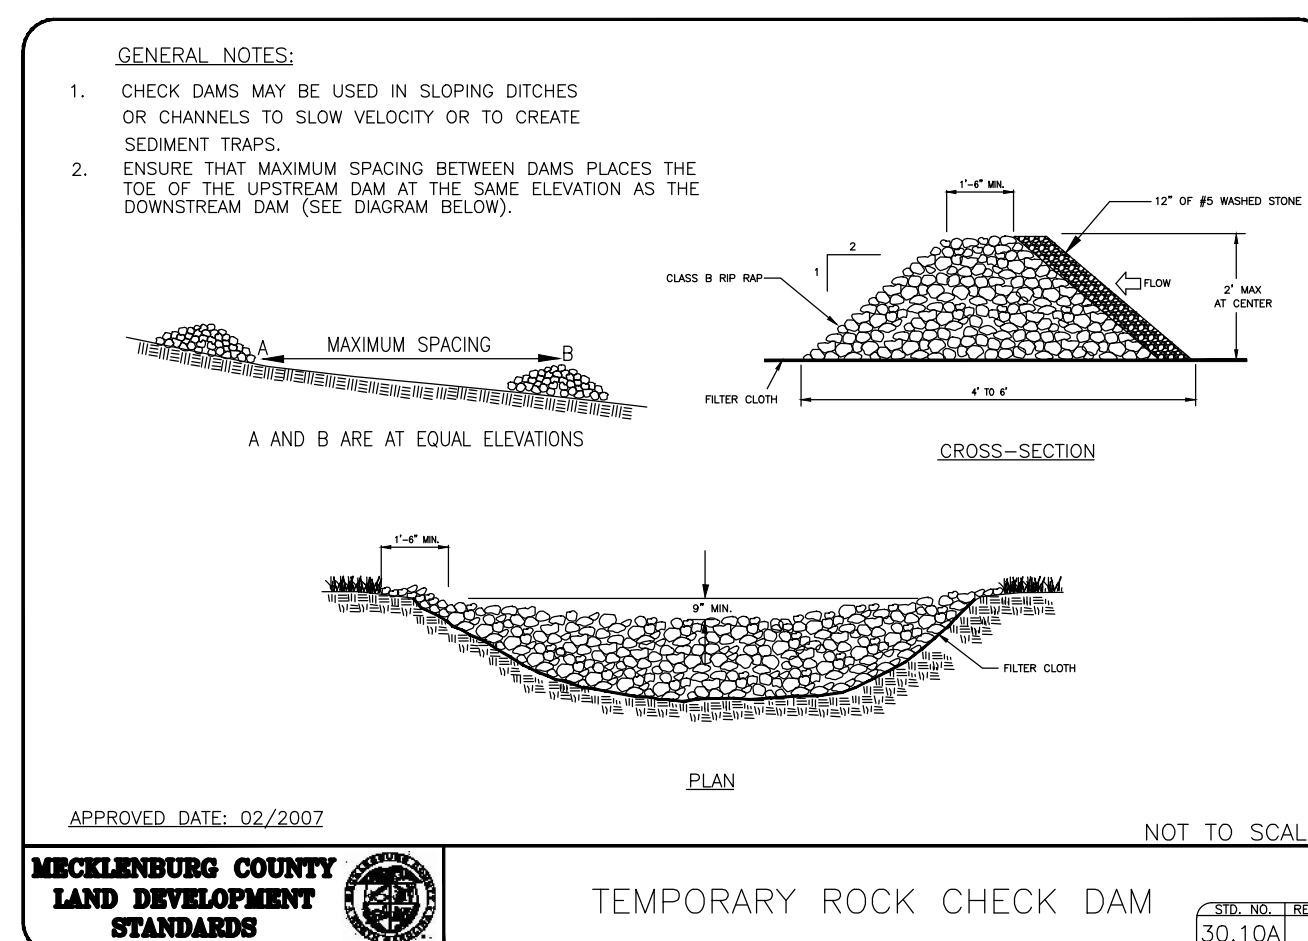 GENERAL NOTES:
1. CHECK DAMS MAY BE USED IN SLOPING DITCHES
OR CHANNELS TO SLOW VELOCITY OR TO CREATE
SEDIMENT TRAPS.
2. ENSURE THAT MAXIMUM SPACING BETWEEN DAMS PLACES THE
TOE OF THE UPSTREAM DAM AT THE SAME ELEVATION AS THE
DOWNSTREAM DAM (SEE DIAGRAM BELOW).
1'-6" MIN.
12" OF #5 WASHED STONE
2
1
CLASS B RIP RAP
FLOW
2' MAX
AT CENTER
FILTER CLOTH
4' TO 6'
CROSS-SECTION
A MAXIMUM SPACING B
A AND B ARE AT EQUAL ELEVATIONS
1'-6" MIN.
9" MIN.
FILTER CLOTH
PLAN
APPROVED DATE: 02/2007
NOT TO SCAL
MECKLENBURG COUNTY
LAND DEVELOPMENT
STANDARDS
TEMPORARY ROCK CHECK DAM
STD. NO. RE
30.10A